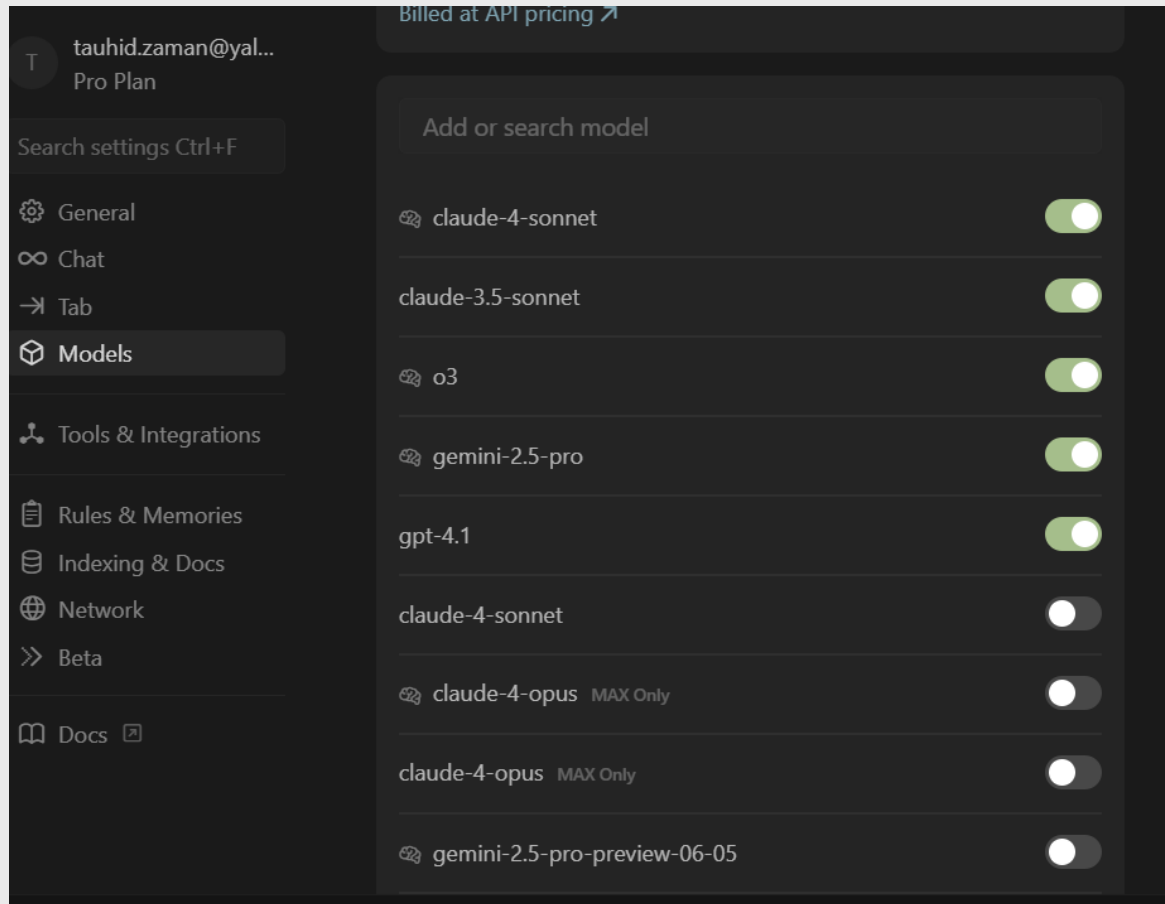 Billed at API pricing ↗
T
tauhid.zaman@yal...
Pro Plan
Search settings Ctrl+F
General
Chat
Tab
Models
Tools & Integrations
Rules & Memories
Indexing & Docs
Network
Beta
Docs
Add or search model
claude-4-sonnet
claude-3.5-sonnet
o3
gemini-2.5-pro
gpt-4.1
claude-4-sonnet
claude-4-opus MAX Only
claude-4-opus MAX Only
gemini-2.5-pro-preview-06-05